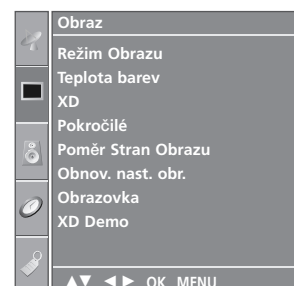 Obraz
Režim Obrazu
Teplota barev
XD
Pokročilé
Poměr Stran Obrazu
Obnov. nast. obr.
Obrazovka
XD Demo
▲▼ ◄► OK MENU